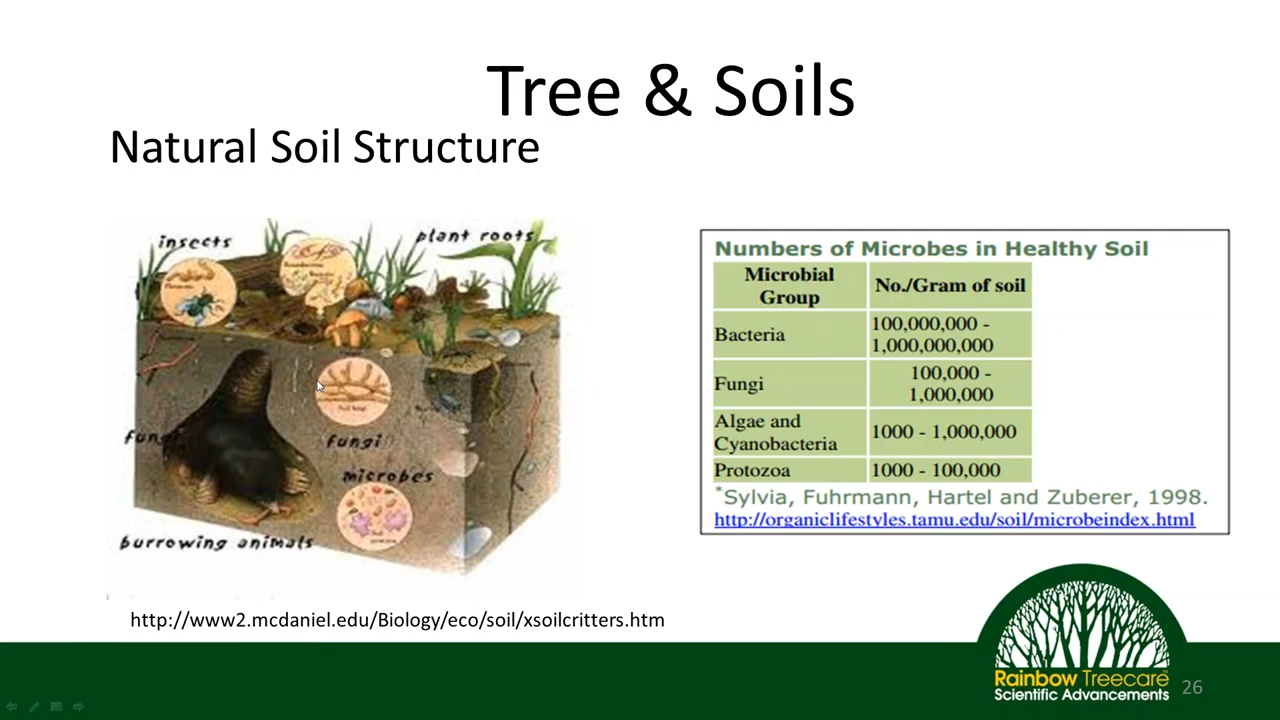 Tree & Soils
Natural Soil Structure
insects
plant roots
fungi
fungi
microbes
burrowing animals
http://www2.mcdaniel.edu/Biology/eco/soil/xsoilcritters.htm
Numbers of Microbes in Healthy Soil
Microbial Group
No./Gram of soil
Bacteria
100,000,000 -
1,000,000,000
Fungi
100,000 -
1,000,000
Algae and
Cyanobacteria
1000 - 1,000,000
Protozoa
1000 - 100,000
*Sylvia, Fuhrmann, Hartel and Zuberer, 1998.
http://organiclifestyles.tamu.edu/soil/microbeindex.html
Rainbow Treecare
Scientific Advancements
26